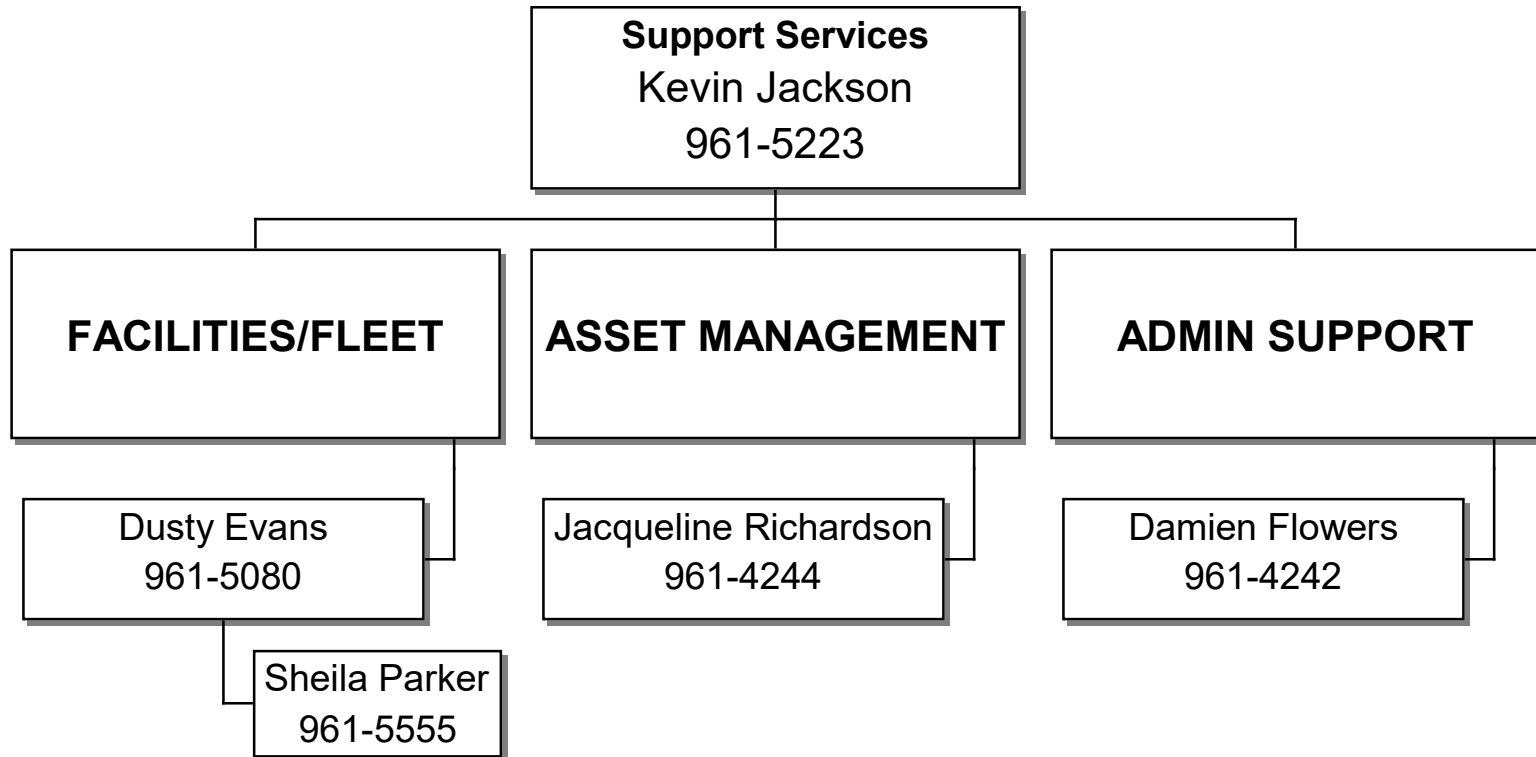 Support Services
Kevin Jackson
961-5223
FACILITIES/FLEET
ASSET MANAGEMENT
ADMIN SUPPORT
Dusty Evans
961-5080
Jacqueline Richardson
961-4244
Damien Flowers
961-4242
Sheila Parker
961-5555